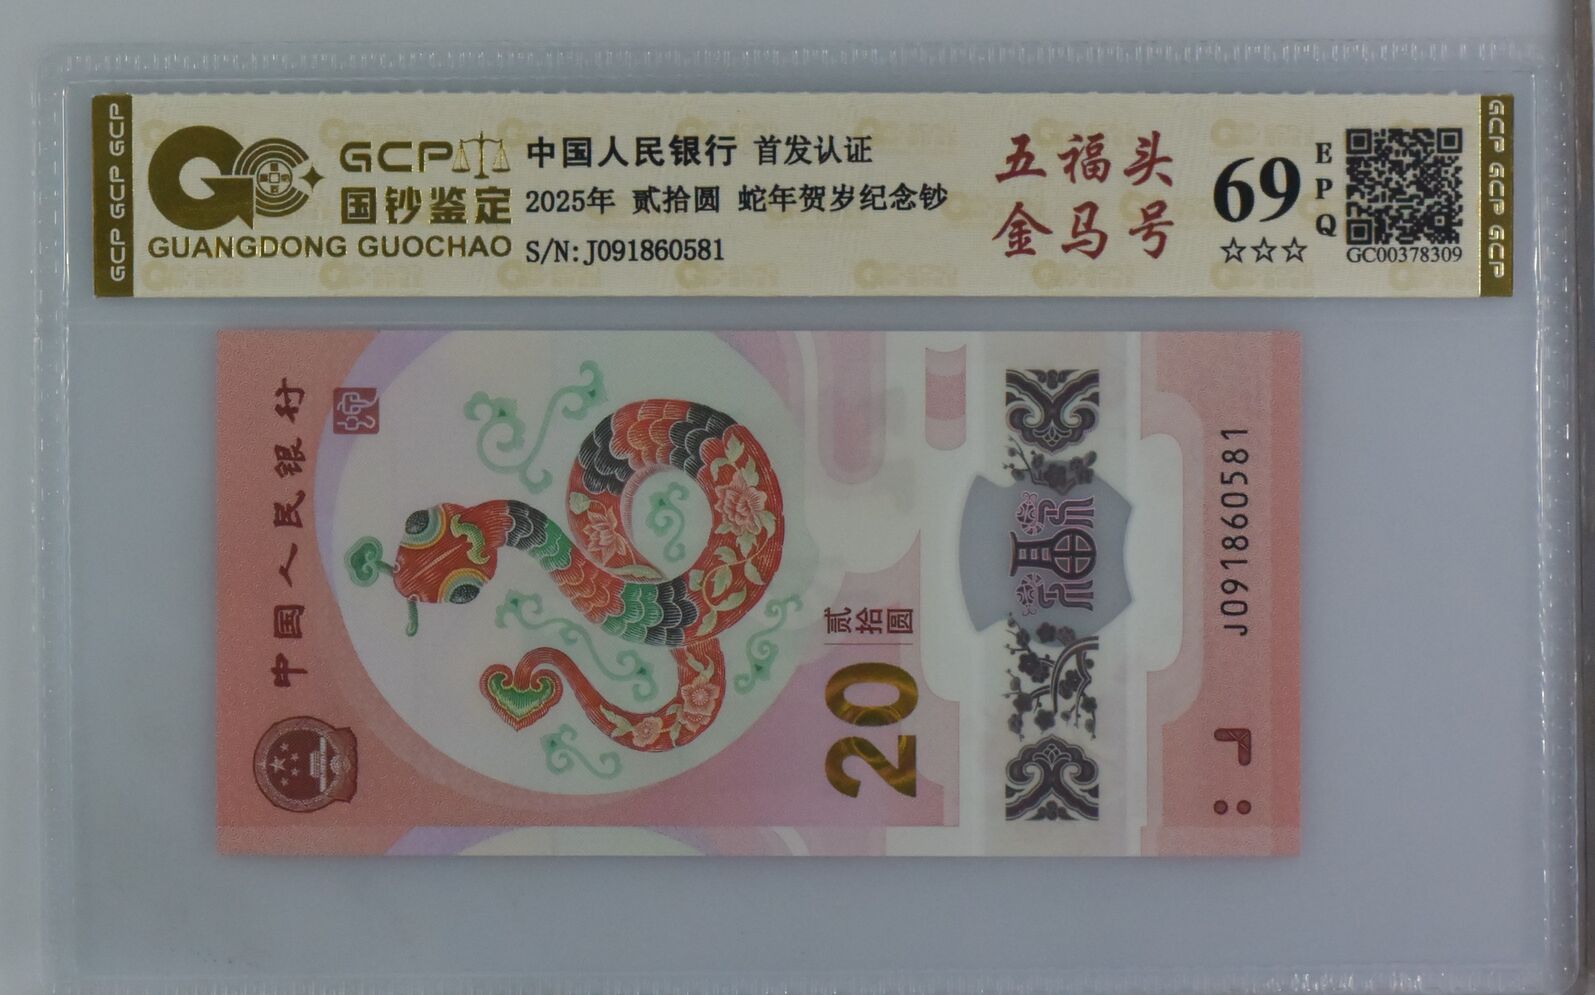 GCP GCP GCP
GCP
国钞鉴定
GUANGDONG GUOCHAO
中国人民银行 首发认证
2025年 贰拾圆 蛇年贺岁纪念钞
S/N:J091860581
五福头
金马号
69
EPQ
☆☆☆
GC00378309
GCP GCP GCP
中国人民银行
蛇
20
贰拾圆
福
J091860581